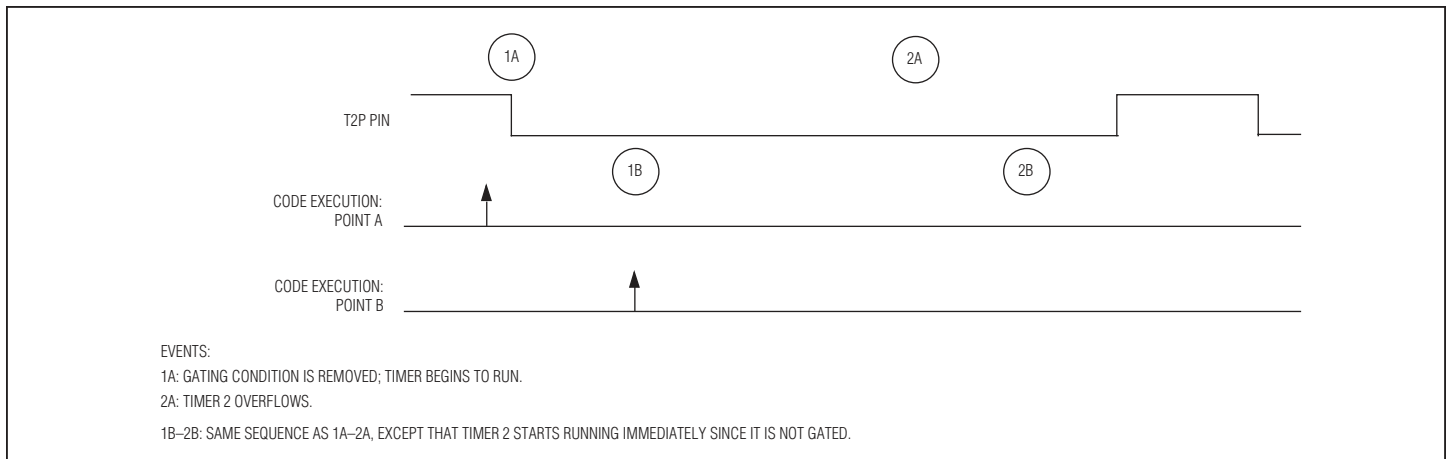 1A
2A
T2P PIN
1B
2B
CODE EXECUTION:
POINT A
CODE EXECUTION:
POINT B
EVENTS:
1A: GATING CONDITION IS REMOVED; TIMER BEGINS TO RUN.
2A: TIMER 2 OVERFLOWS.
1B–2B: SAME SEQUENCE AS 1A–2A, EXCEPT THAT TIMER 2 STARTS RUNNING IMMEDIATELY SINCE IT IS NOT GATED.